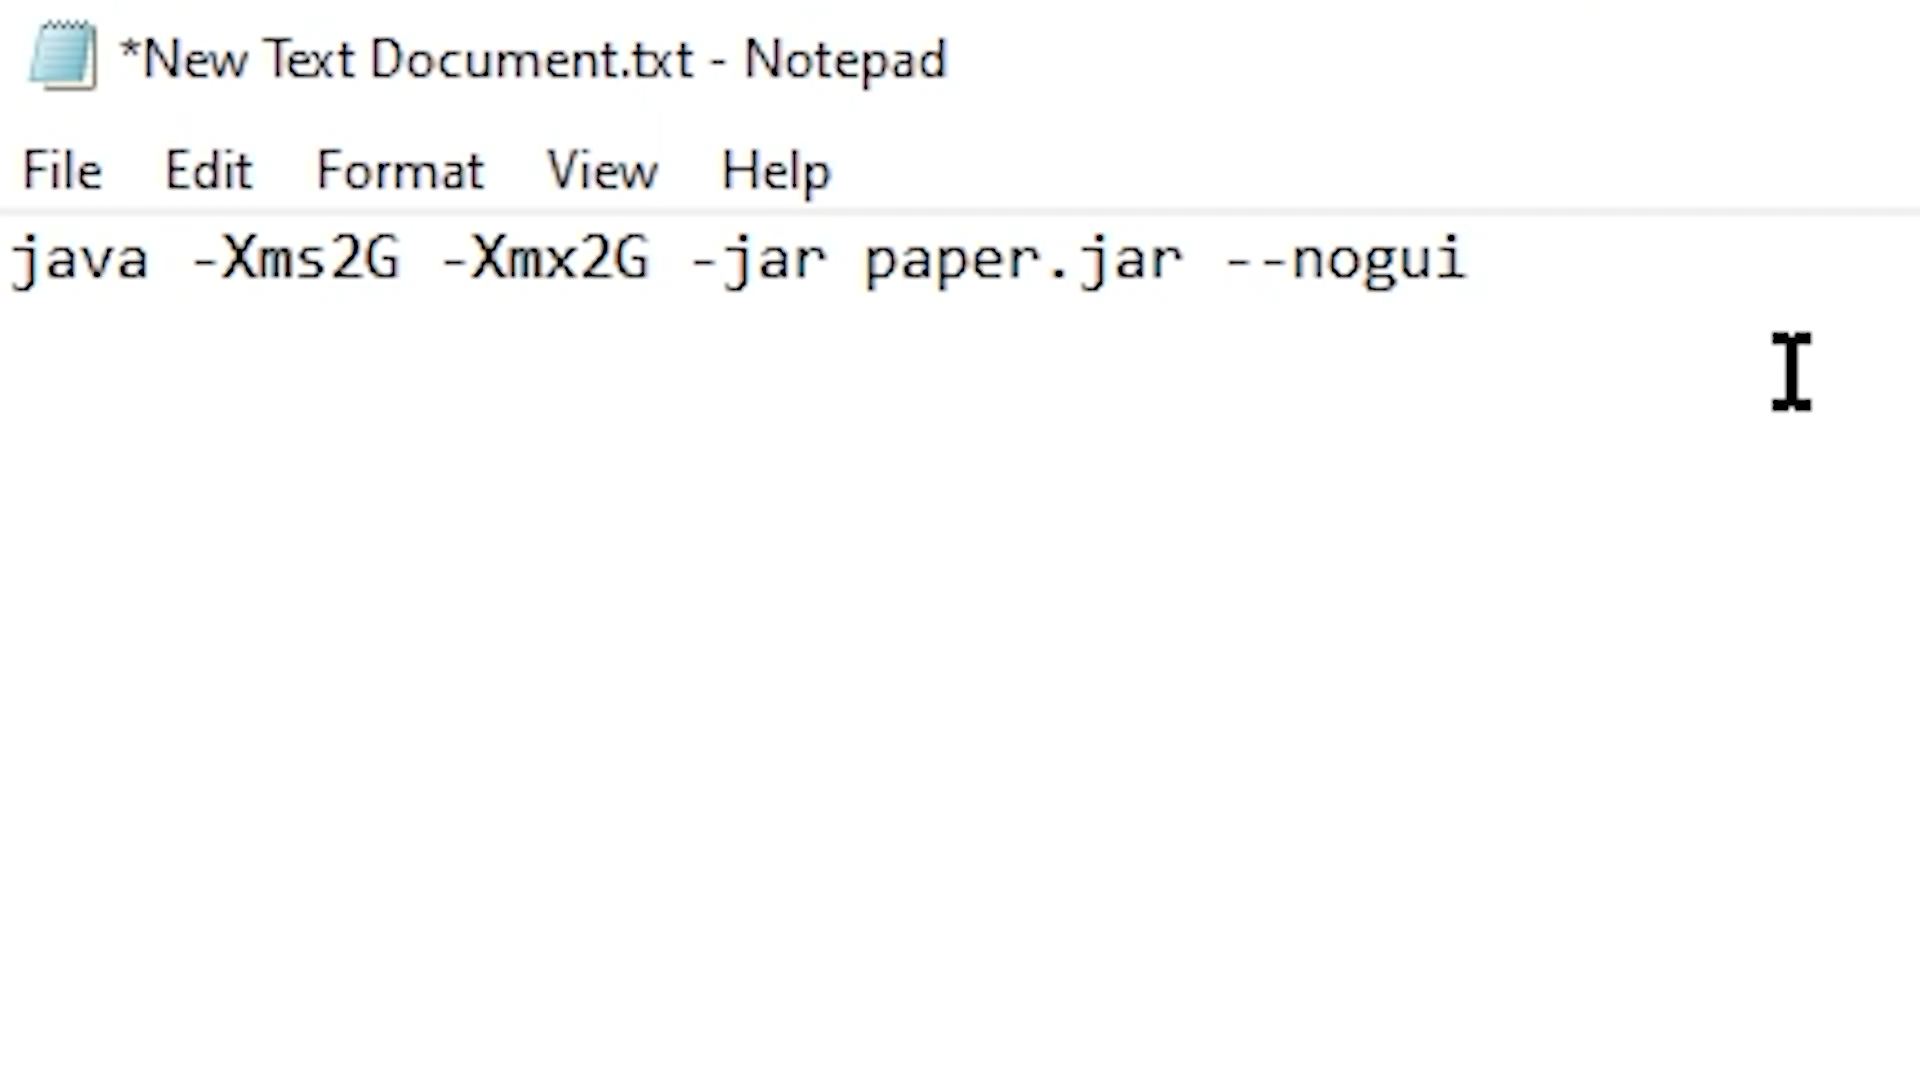 *New Text Document.txt - Notepad
File Edit Format View Help
java -Xms2G -Xmx2G -jar paper.jar --nogui